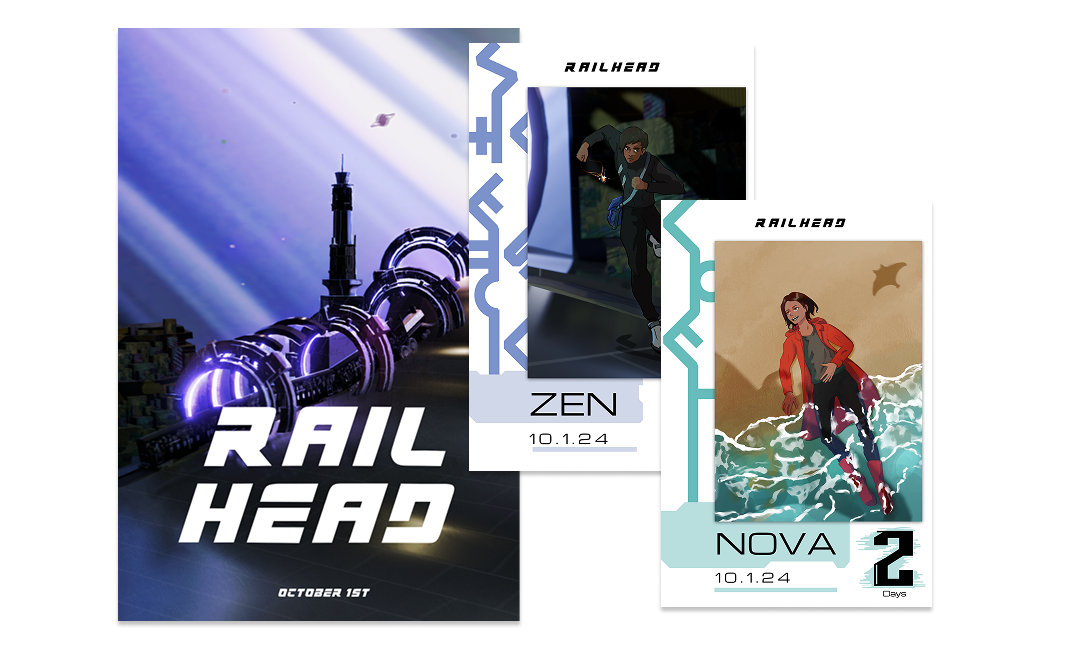 RAIL
HEAD
OCTOBER 1ST
RAILHEAD
ZEN
10.1.24
RAILHEAD
NOVA
10.1.24
2
Days